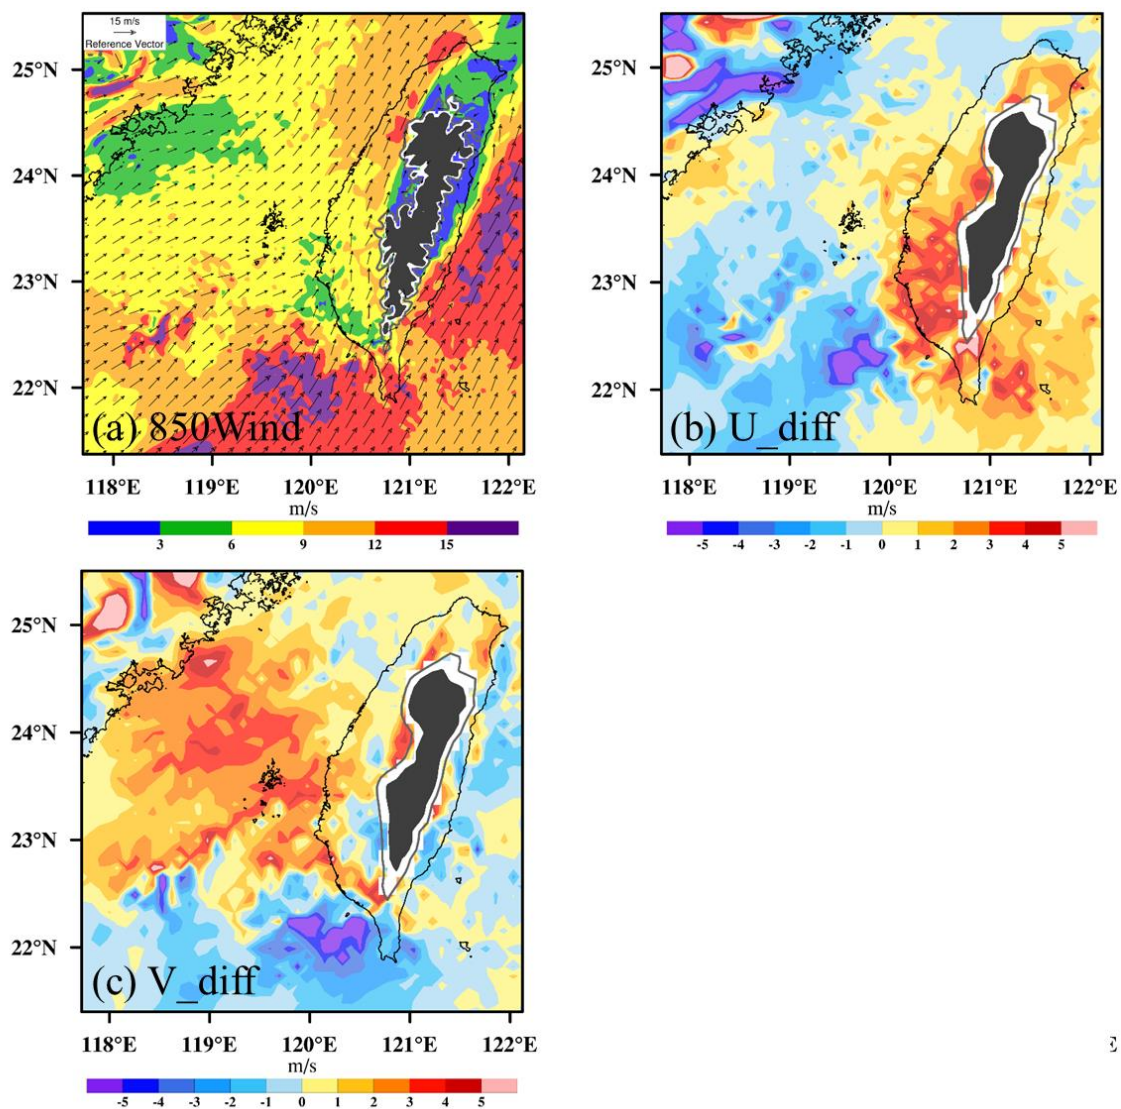 15 m/s
Reference Vector
25°N
24°N
23°N
22°N
(a) 850Wind
118°E 119°E 120°E 121°E 122°E
m/s
3 6 9 12 15
25°N
24°N
23°N
22°N
(b) U_diff
118°E 119°E 120°E 121°E 122°E
m/s
-5 -4 -3 -2 -1 0 1 2 3 4 5
25°N
24°N
23°N
22°N
(c) V_diff
118°E 119°E 120°E 121°E 122°E
m/s
-5 -4 -3 -2 -1 0 1 2 3 4 5